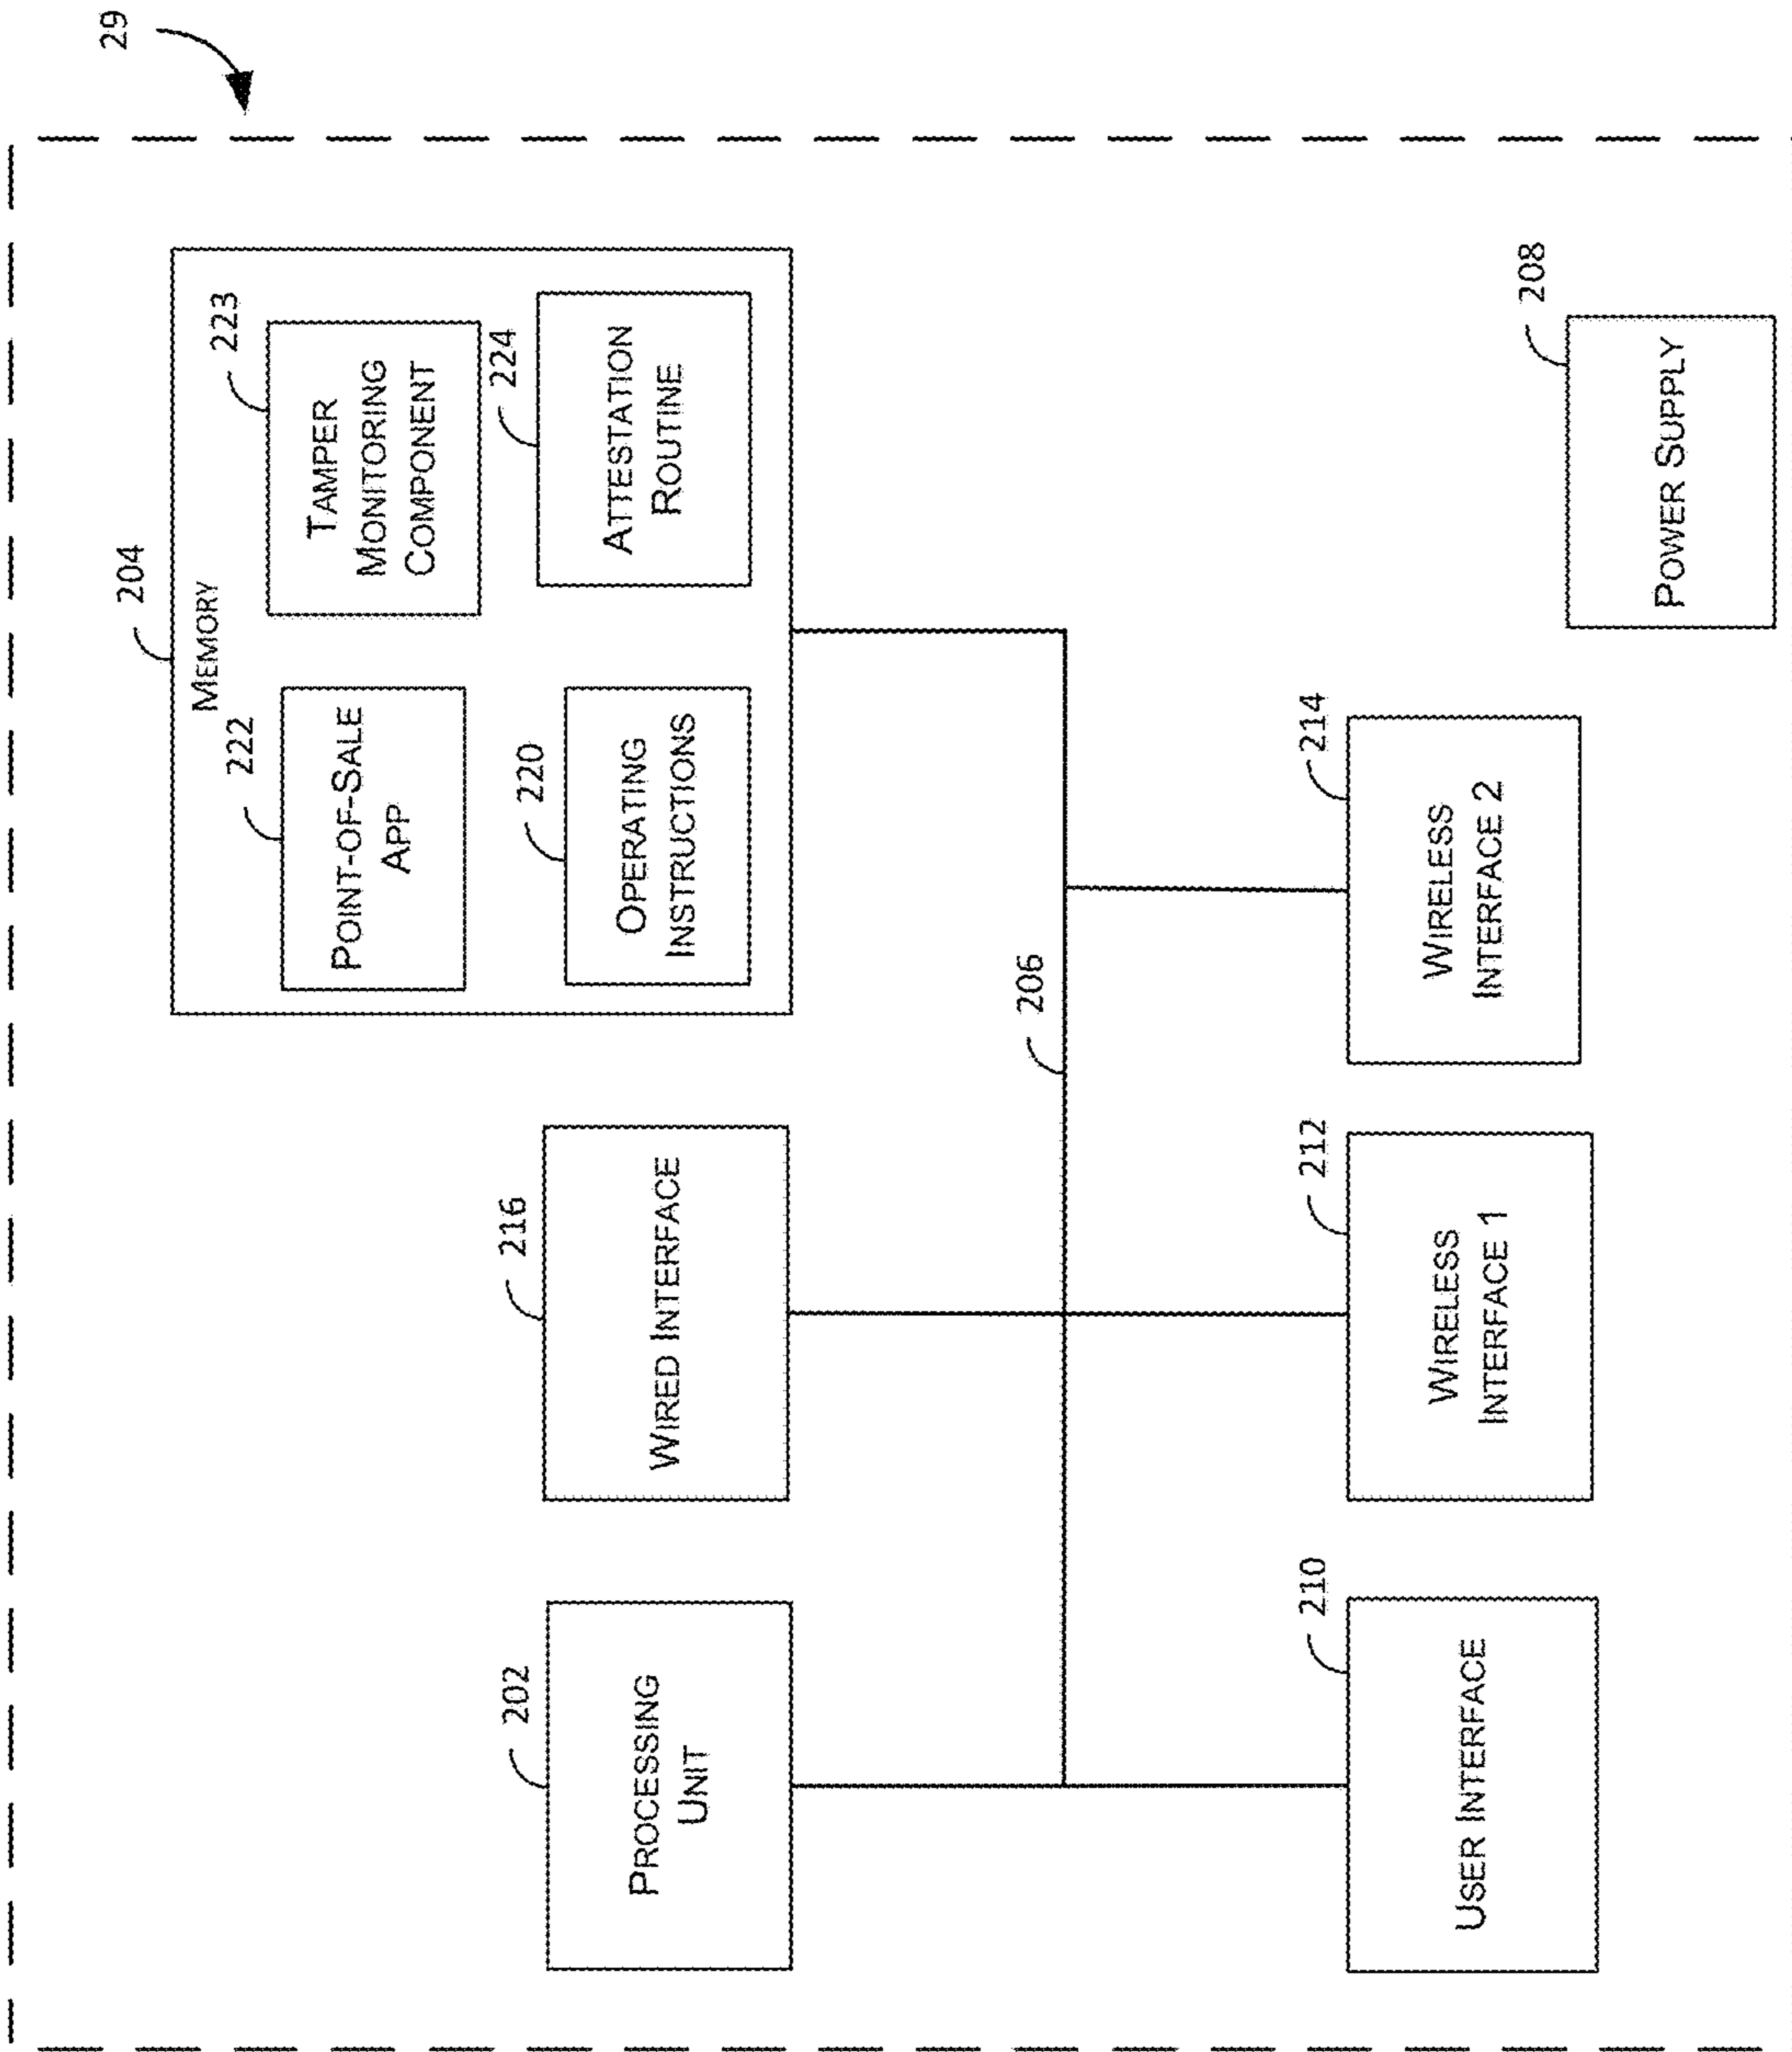 29
204
MEMORY
222
POINT-OF-SALE
APP
223
TAMPER
MONITORING
COMPONENT
220
OPERATING
INSTRUCTIONS
224
ATTESTATION
ROUTINE
202
PROCESSING
UNIT
216
WIRED INTERFACE
206
210
USER INTERFACE
212
WIRELESS
INTERFACE 1
214
WIRELESS
INTERFACE 2
208
POWER SUPPLY